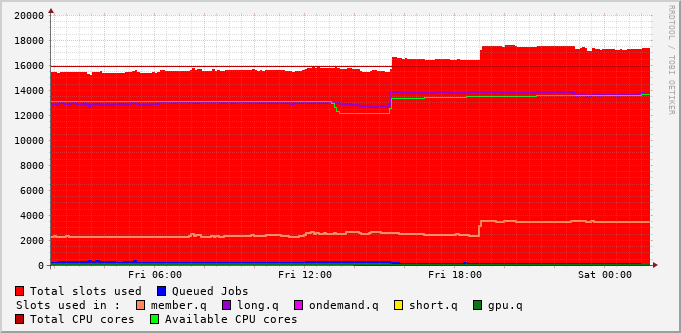 20000
18000
16000
14000
12000
10000
8000
6000
4000
2000
0
Fri 06:00 Fri 12:00 Fri 18:00 Sat 00:00
RRDTOOL / TOBI OETIKER
Total slots used Queued Jobs
Slots used in : member.q long.q ondemand.q short.q gpu.q
Total CPU cores Available CPU cores